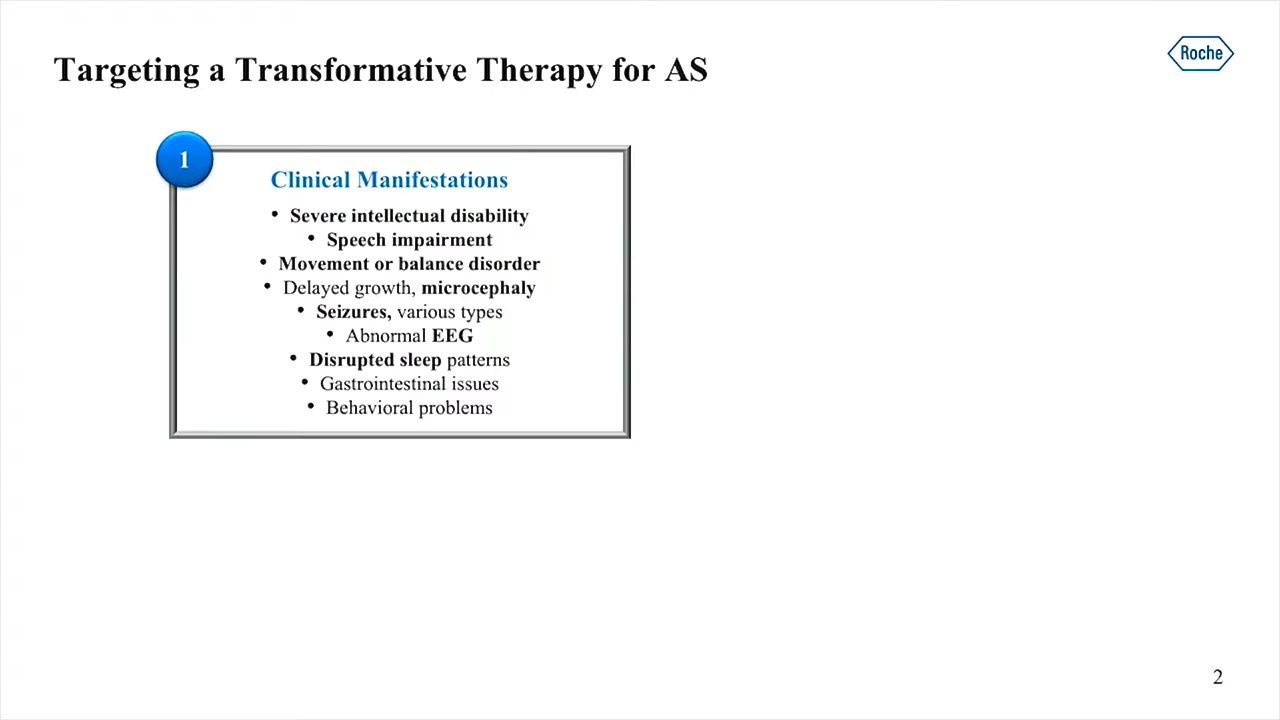 Targeting a Transformative Therapy for AS
Roche
1
Clinical Manifestations
• Severe intellectual disability
• Speech impairment
• Movement or balance disorder
• Delayed growth, microcephaly
• Seizures, various types
• Abnormal EEG
• Disrupted sleep patterns
• Gastrointestinal issues
• Behavioral problems
2